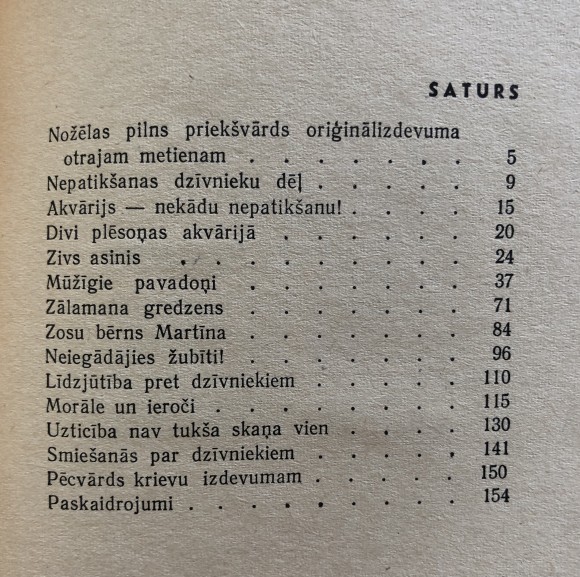 SATURS
Nožēlas pilns priekšvārds oriģinālizdevuma
otrajam metienam . . . . . . . 5
Nepatikšanas dzīvnieku dēļ . . . . . 9
Akvārijs — nekādu nepatikšanu! . . . . 15
Divi plēsoņas akvārijā . . . . . . 20
Zivs asinis . . . . . . . . 24
Mūžīgie pavadoņi . . . . . . . 37
Zālamana gredzens . . . . . . . 71
Zosu bērns Martīna . . . . . . . 84
Neiegādājies žubīti! . . . . . . . 96
Līdzjūtība pret dzīvniekiem . . . . . 110
Morāle un ieroči . . . . . . . . 115
Uzticība nav tukša skaņa vien . . . . 130
Smiešanās par dzīvniekiem . . . . . 141
Pēcvārds krievu izdevumam . . . . . 150
Paskaidrojumi . . . . . . . . 154